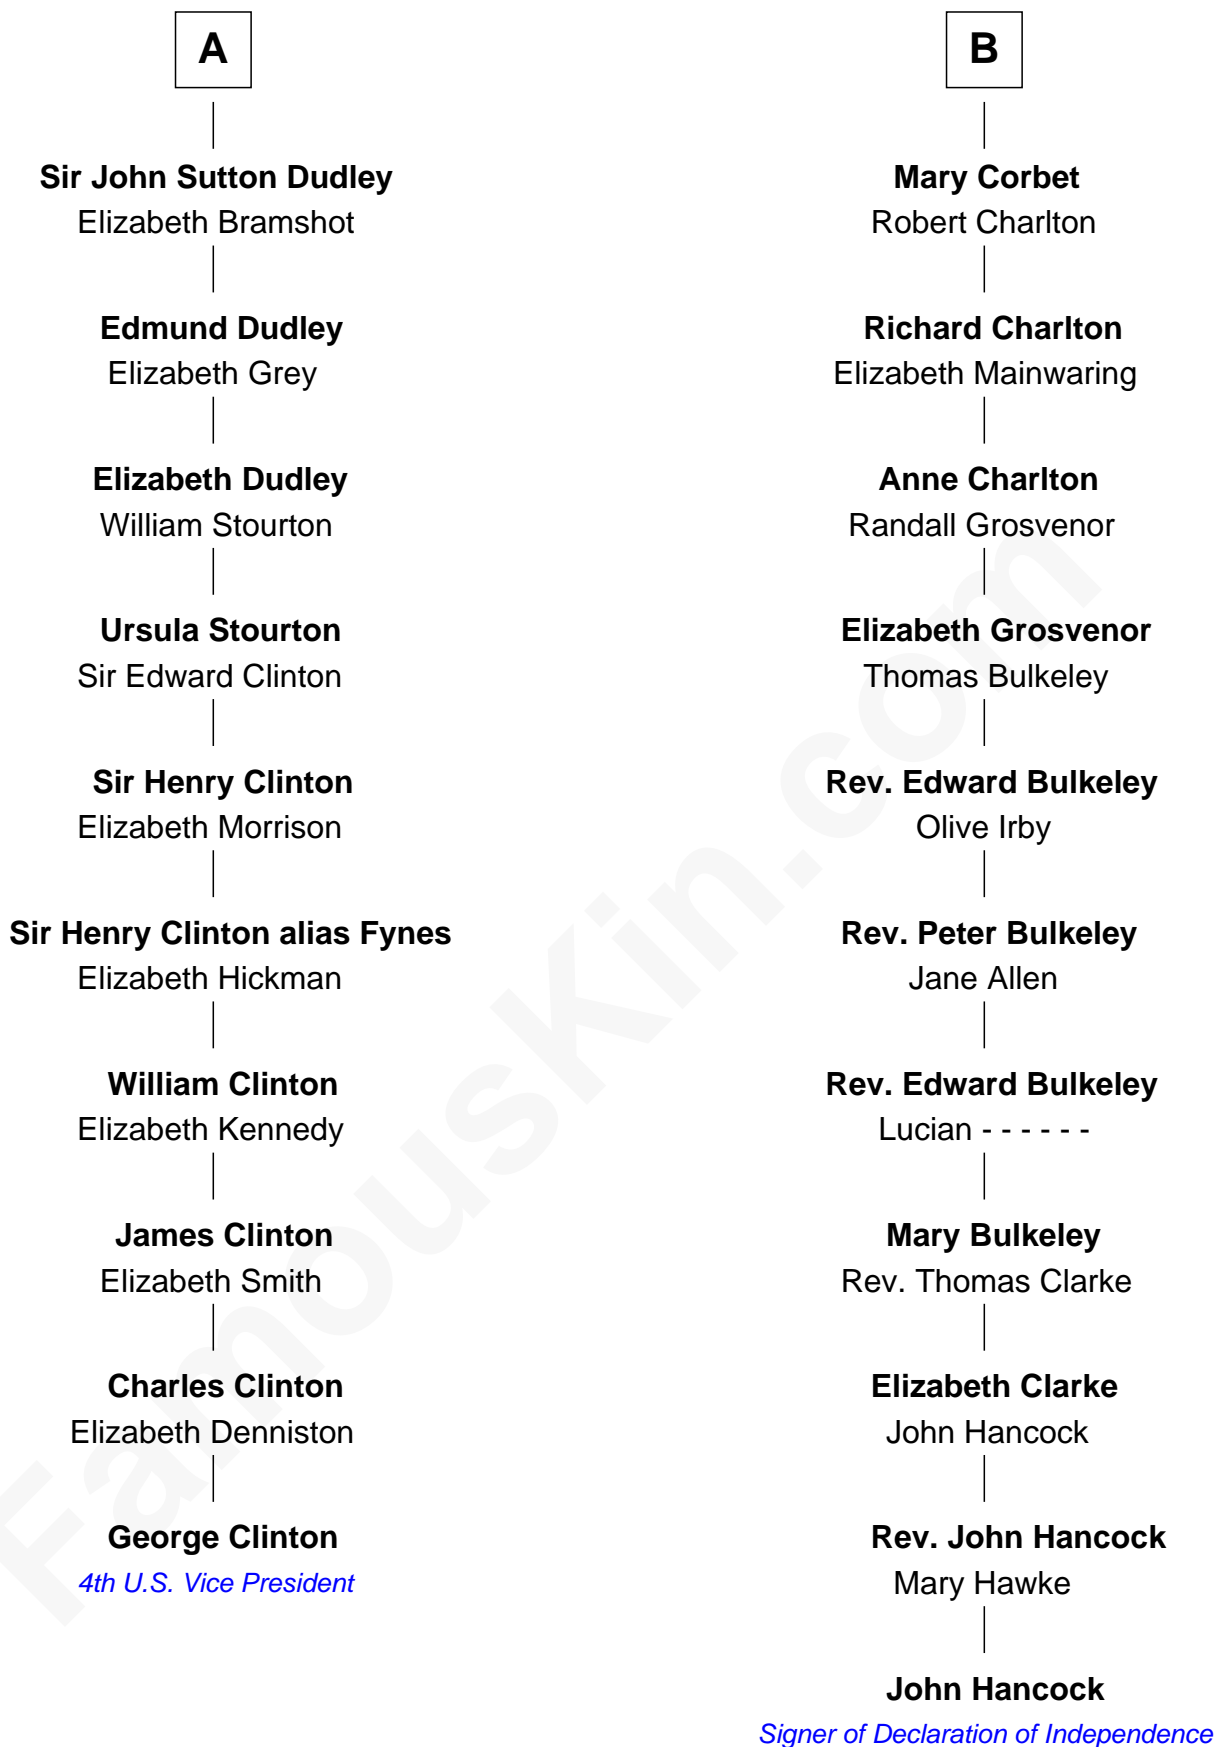 A
Sir John Sutton Dudley
Elizabeth Bramshot
Edmund Dudley
Elizabeth Grey
Elizabeth Dudley
William Stourton
Ursula Stourton
Sir Edward Clinton
Sir Henry Clinton
Elizabeth Morrison
Sir Henry Clinton alias Fynes
Elizabeth Hickman
William Clinton
Elizabeth Kennedy
James Clinton
Elizabeth Smith
Charles Clinton
Elizabeth Denniston
George Clinton
4th U.S. Vice President
B
Mary Corbet
Robert Charlton
Richard Charlton
Elizabeth Mainwaring
Anne Charlton
Randall Grosvenor
Elizabeth Grosvenor
Thomas Bulkeley
Rev. Edward Bulkeley
Olive Irby
Rev. Peter Bulkeley
Jane Allen
Rev. Edward Bulkeley
Lucian - - - - - -
Mary Bulkeley
Rev. Thomas Clarke
Elizabeth Clarke
John Hancock
Rev. John Hancock
Mary Hawke
John Hancock
Signer of Declaration of Independence
FamousKin.com